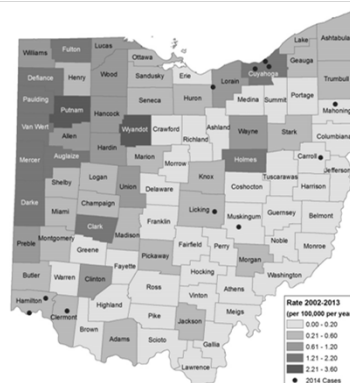 Lake Ashtabula
Williams Fulton Lucas
Ottawa Geauga
Cuyahoga
Defiance Henry Wood Sandusky Erie Lorain Trumbull
Paulding Seneca Huron Medina Summit Portage
Mahoning
Putnam Hancock
Van Wert Wyandot Crawford Richland Ashland Wayne Stark Columbiana
Allen
Hardin Marion Carroll
Mercer Auglaize Morrow Holmes Jefferson
Logan Knox Tuscarawas
Shelby Union Delaware Coshocton Harrison
Darke Champaign Licking
Miami Franklin Muskingum Guernsey Belmont
Clark Madison
Preble Montgomery Fairfield Perry Noble Monroe
Greene Pickaway Morgan
Fayette Hocking Washington
Butler Warren Clinton Ross Athens
Vinton
Hamilton Highland Meigs
Clermont Pike Jackson
Brown Adams Scioto Gallia
Lawrence
Rate 2002-2013
(per 100,000 per yea
0.00 - 0.20
0.21 - 0.60
0.61 - 1.20
1.21 - 2.20
2.21 - 3.60
2014 Cases